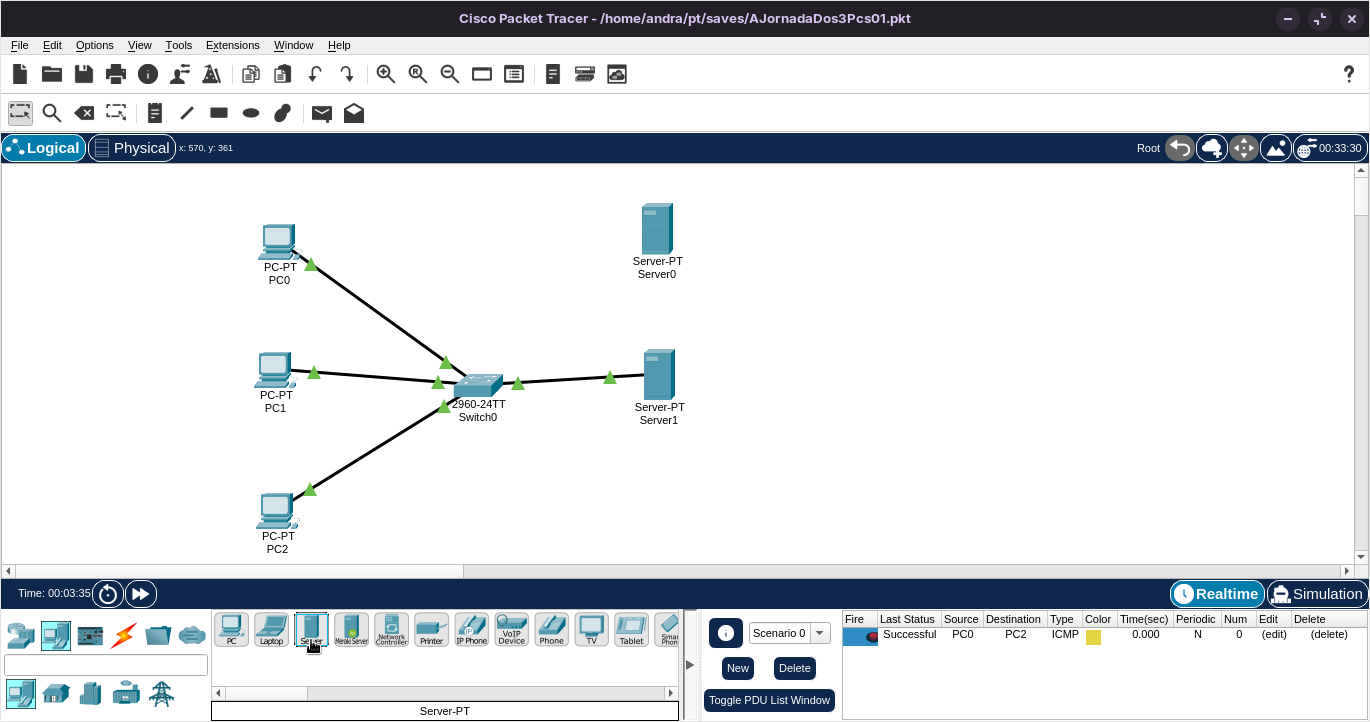 Cisco Packet Tracer - /home/andra/pt/saves/AJornadaDos3Pcs01.pkt
File Edit Options View Tools Extensions Window Help
?
Logical Physical x: 570, y: 361 Root 00:33:30
PC-PT
PC0
Server-PT
Server0
PC-PT
PC1
2960-24TT
Switch0
Server-PT
Server1
PC-PT
PC2
Time: 00:03:35 Realtime Simulation
PC Laptop Server Meraki Server Network Controller Printer IP Phone VoIP Device Phone TV Tablet Smart
Server-PT
Scenario 0
New Delete
Toggle PDU List Window
Fire Last Status Source Destination Type Color Time(sec) Periodic Num Edit Delete
Successful PC0 PC2 ICMP 0.000 N 0 (edit) (delete)